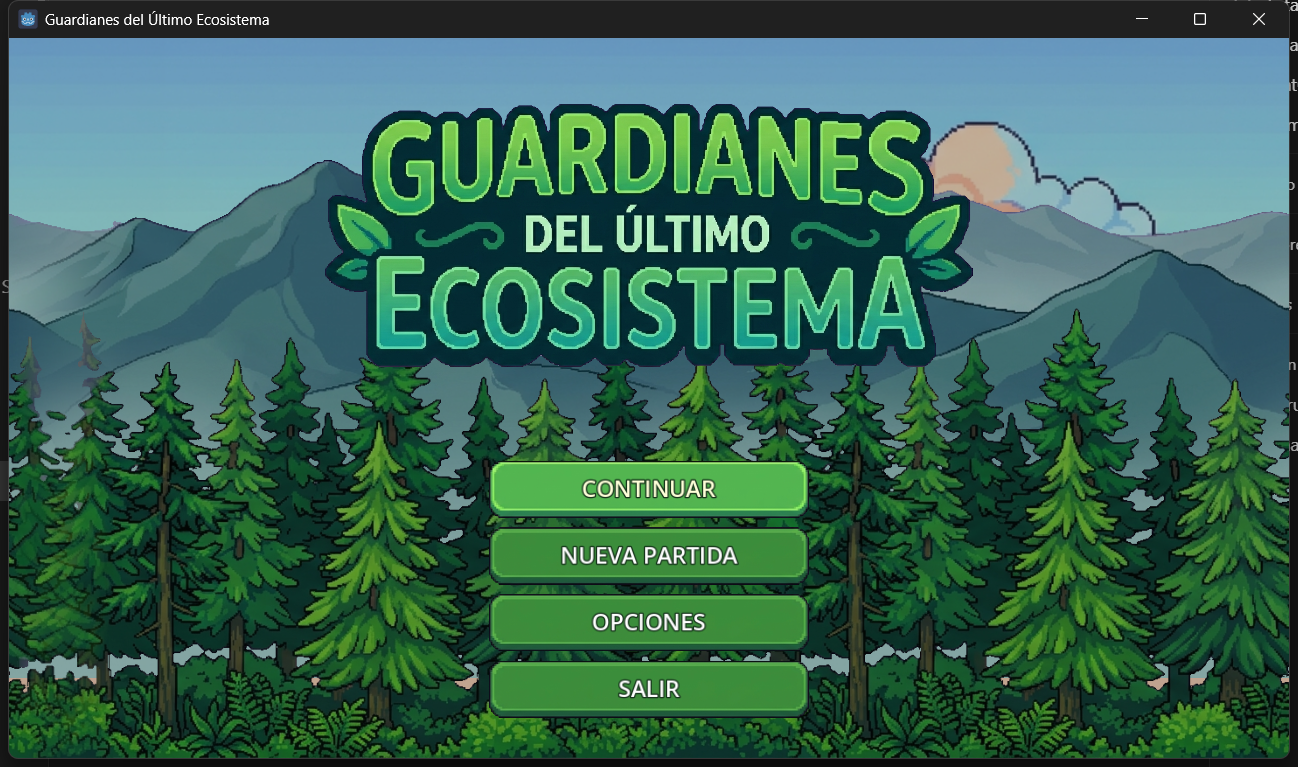 Guardianes del Último Ecosistema
GUARDIANES
DEL ÚLTIMO
ECOSISTEMA
CONTINUAR
NUEVA PARTIDA
OPCIONES
SALIR